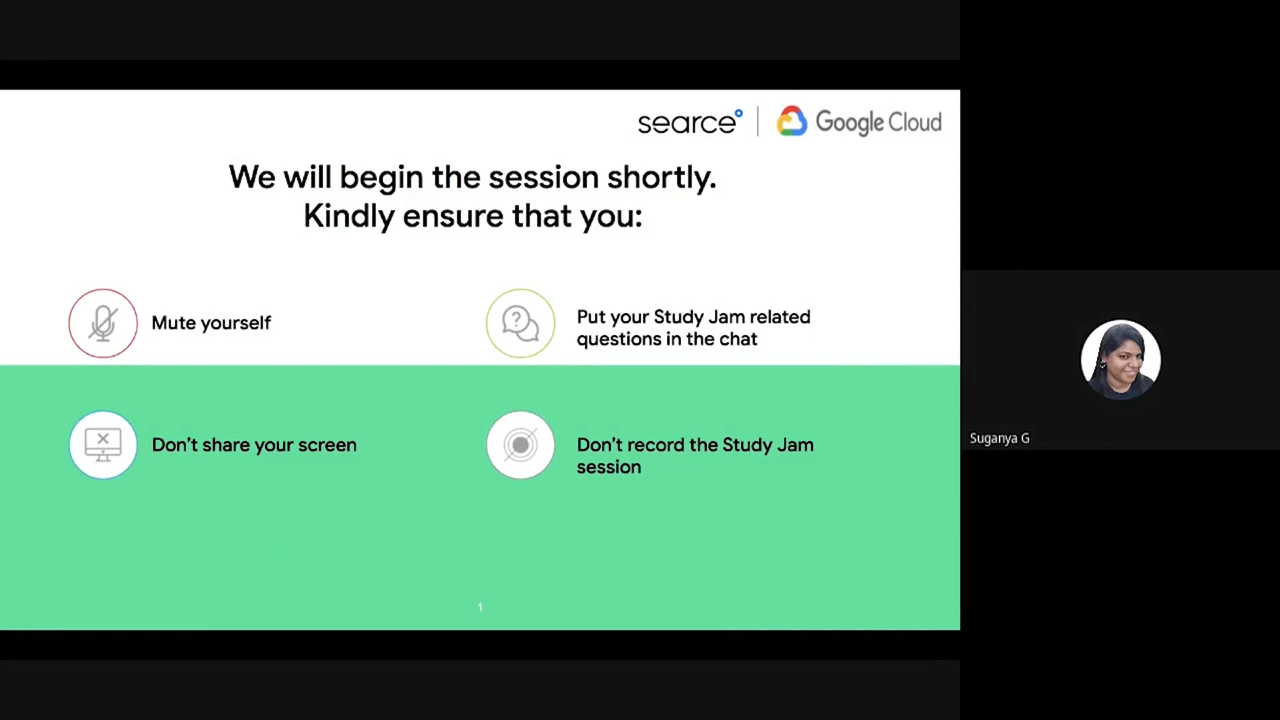 searce
Google Cloud
We will begin the session shortly.
Kindly ensure that you:
Mute yourself
Put your Study Jam related
questions in the chat
Don’t share your screen
Don’t record the Study Jam
session
Suganya G
1